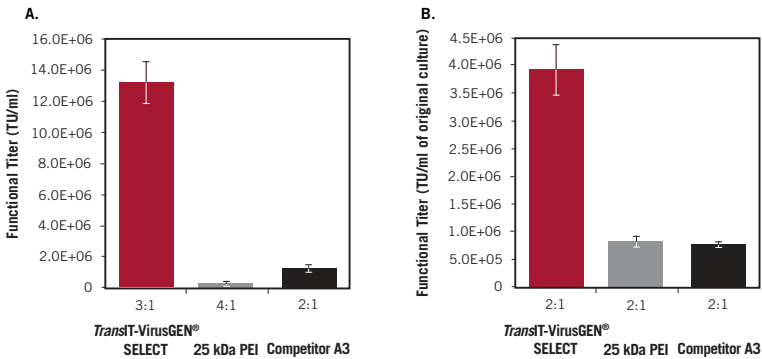 A.
Functional Titer (TU/ml)
16.0E+06
14.0E+06
12.0E+06
10.0E+06
8.0E+06
6.0E+06
4.0E+06
2.0E+06
0
3:1 4:1 2:1
TransIT-VirusGEN®
SELECT 25 kDa PEI Competitor A3
B.
Functional Titer (TU/ml of original culture)
4.5E+06
4.0E+06
3.5E+06
3.0E+06
2.5E+06
2.0E+06
1.5E+06
1.0E+06
5.0E+05
0
2:1 2:1 2:1
TransIT-VirusGEN®
SELECT 25 kDa PEI Competitor A3